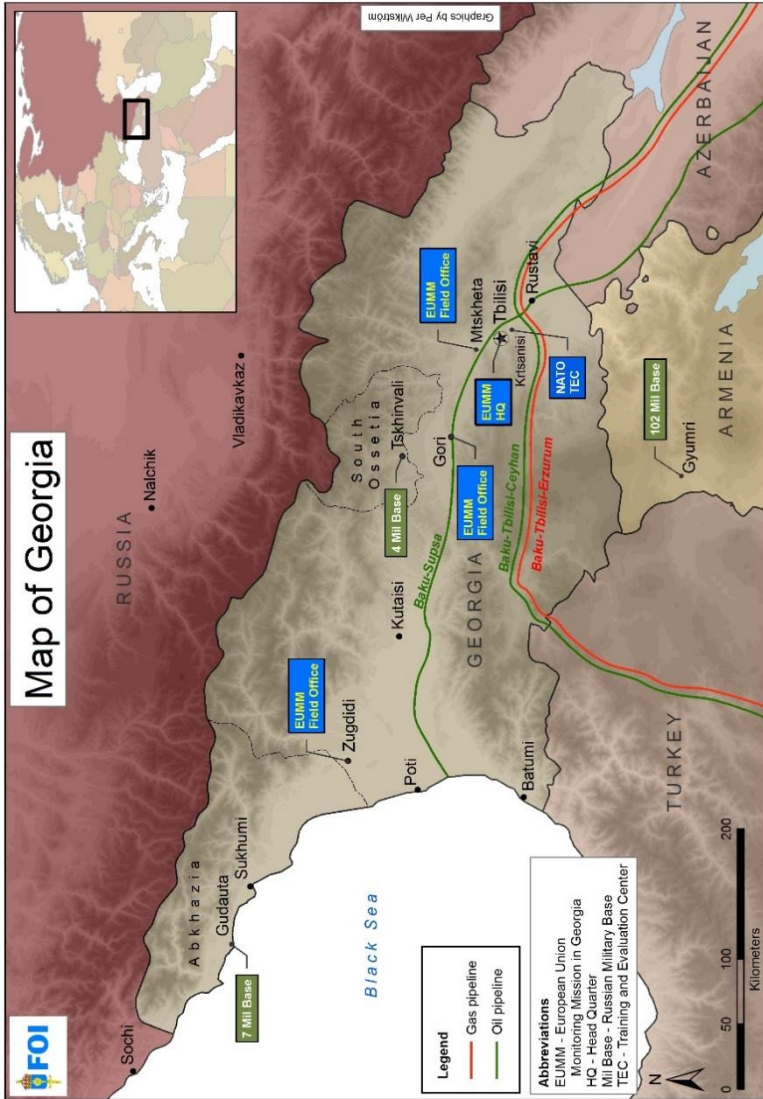 FOI
Map of Georgia
Sochi
RUSSIA
Nalchik
Vladikavkaz
Abkhazia
Gudauta
Sukhumi
7 Mil Base
EUMM
Field Office
Zugdidi
South
Ossetia
Tskhinvali
4 Mil Base
Kutaisi
Poti
Black Sea
Baku-Supsa
Gori
EUMM
Field Office
EUMM
Field Office
Mtskheta
Tbilisi
EUMM
HQ
Krtsanisi
NATO
TEC
Rustavi
GEORGIA
Baku-Tbilisi-Ceyhan
Baku-Tbilisi-Erzurum
Batumi
TURKEY
102 Mil Base
Gyumri
ARMENIA
AZERBAIJAN
Legend
Gas pipeline
Oil pipeline
Abbreviations
EUMM - European Union
Monitoring Mission in Georgia
HQ - Head Quarter
Mil Base - Russian Military Base
TEC - Training and Evaluation Center
N
0 50 100 200
Kilometers
Graphics by Per Wikström